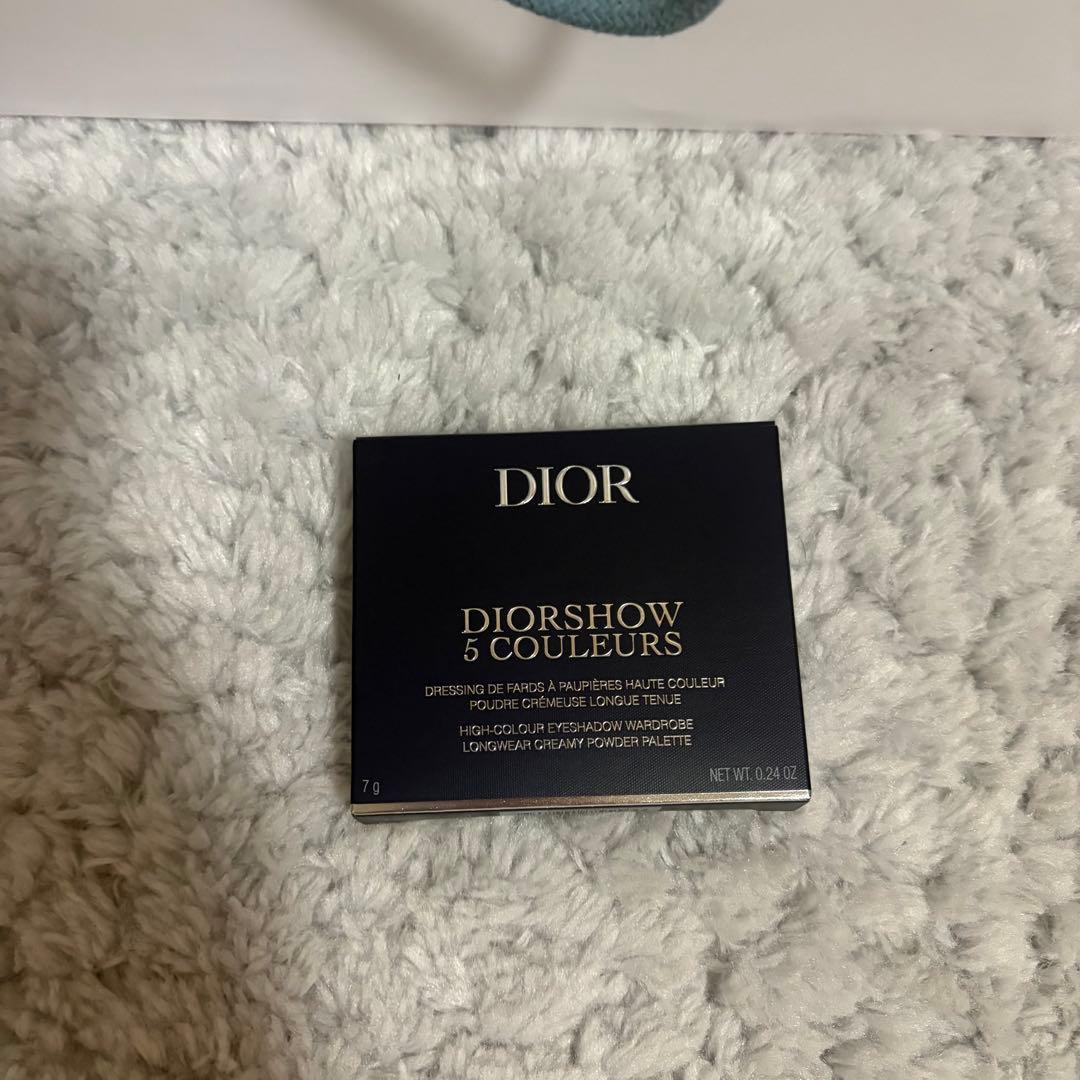 DIOR
DIORSHOW
5 COULEURS
DRESSING DE FARDS À PAUPIÈRES HAUTE COULEUR
POUDRE CRÉMEUSE LONGUE TENUE
HIGH-COLOUR EYESHADOW WARDROBE
LONGWEAR CREAMY POWDER PALETTE
7 g
NET WT. 0.24 OZ